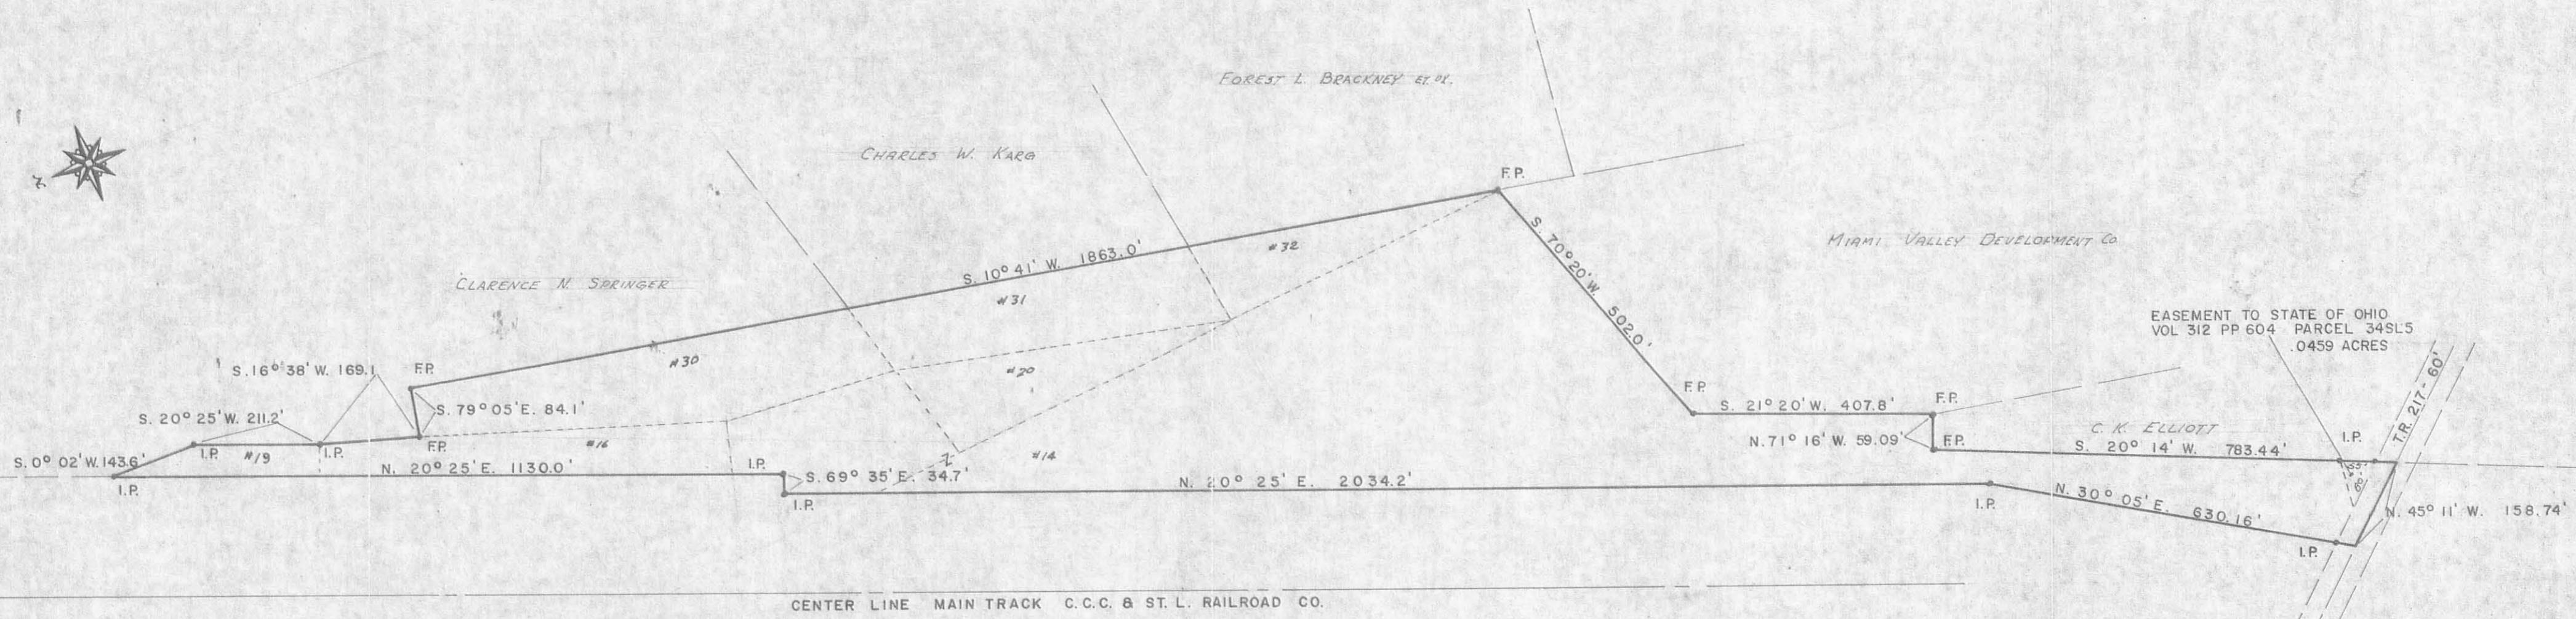 FOREST L. BRACKNEY ET UX.
CHARLES W. KARG
CLARENCE N. SPRINGER
MIAMI VALLEY DEVELOPMENT CO
C. K. ELLIOTT
EASEMENT TO STATE OF OHIO
VOL 312 PP 604 PARCEL 34SL5
.0459 ACRES
T.R. 217 - 60'
Z
F.P.
S. 10° 41' W. 1863.0'
#32
#31
#30
#20
#16
#14
#19
S. 70° 20' W. 502.0'
S. 16° 38' W. 169.1
F.P.
S. 79° 05' E. 84.1'
F.P.
S. 20° 25' W. 211.2'
I.P.
I.P.
S. 0° 02' W. 143.6'
I.P.
N. 20° 25' E. 1130.0'
I.P.
S. 69° 35' E. 34.7'
I.P.
Z
N. 20° 25' E. 2034.2'
I.P.
F.P.
S. 21° 20' W. 407.8'
F.P.
N. 71° 16' W. 59.09'
F.P.
S. 20° 14' W. 783.44'
I.P.
N. 30° 05' E. 630.16'
I.P.
N. 45° 11' W. 158.74'
CENTER LINE MAIN TRACK C.C.C. & ST. L. RAILROAD CO.